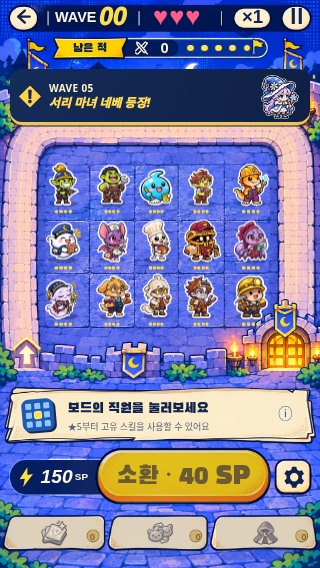 WAVE 00
×1
남은 적
0
WAVE 05
서리 마녀 네베 등장!
보드의 직원을 눌러보세요
★5부터 고유 스킬을 사용할 수 있어요
150 SP
소환 · 40 SP
0
0
0